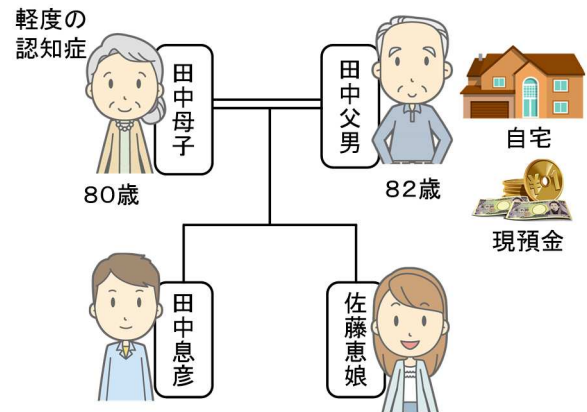 軽度の
認知症
田中母子
田中父男
80歳
82歳
自宅
現預金
田中息彦
佐藤恵娘